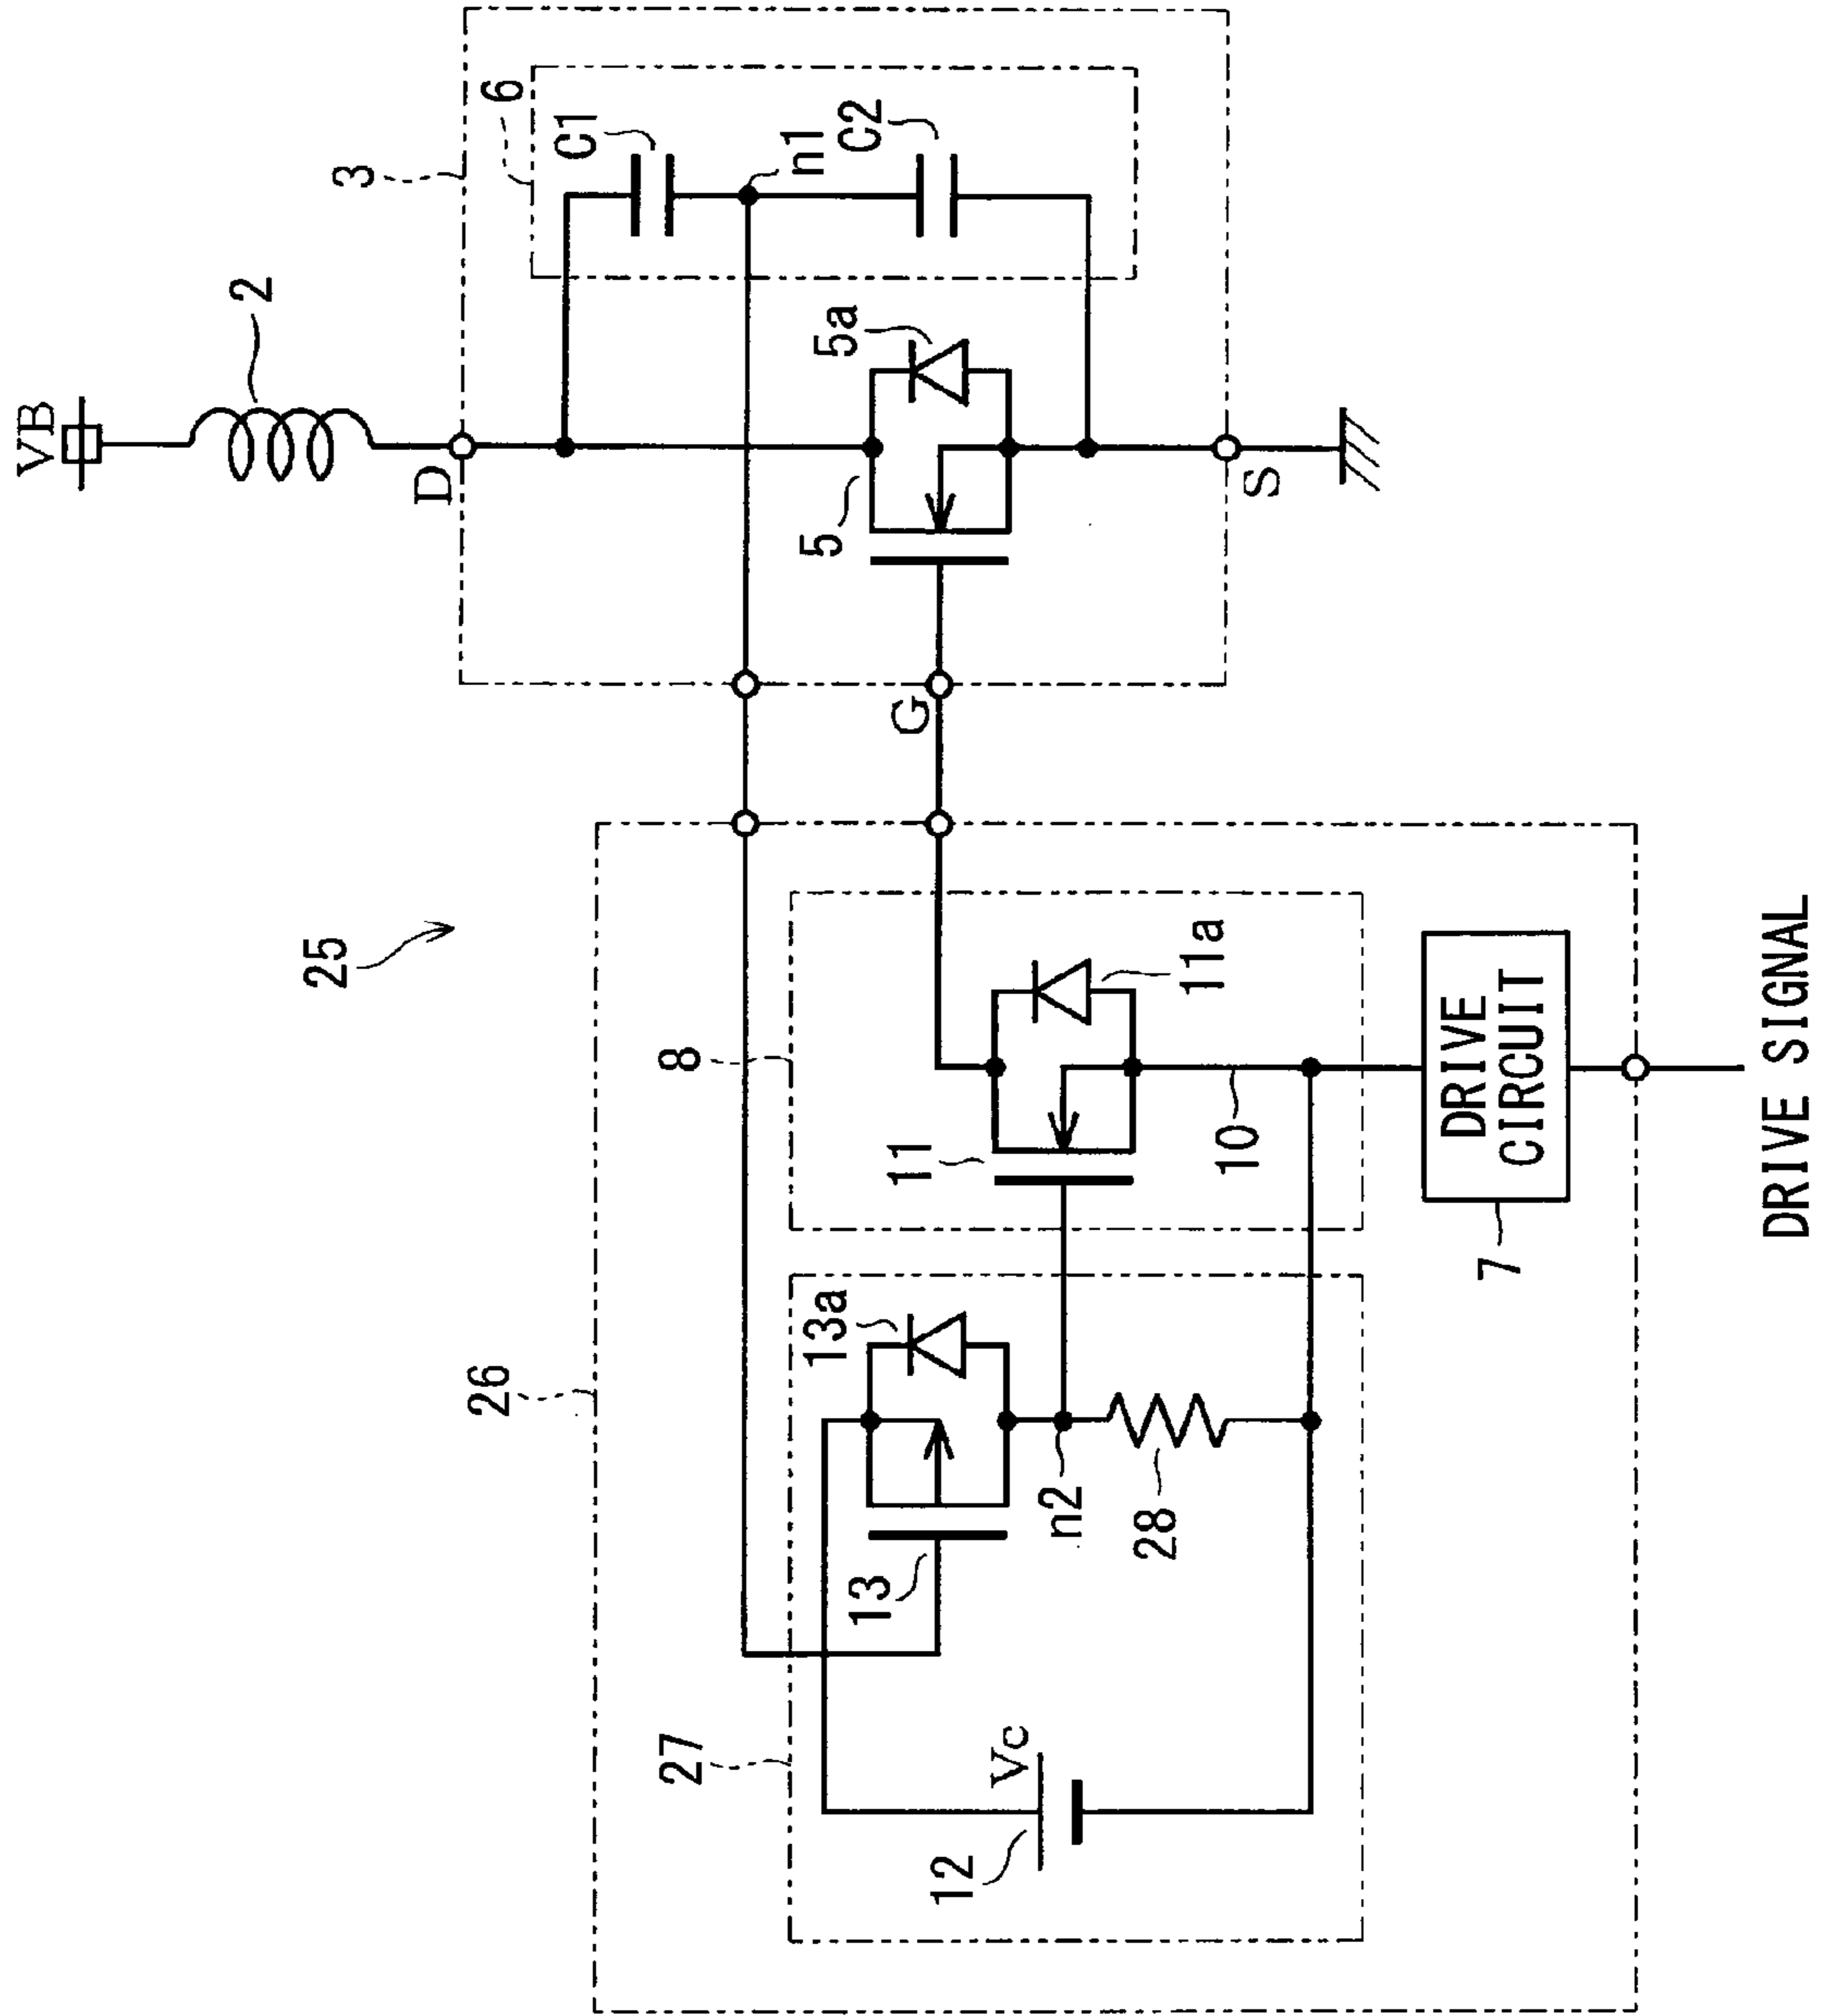 25
VB
2
D
3
6
C1
n1
C2
5
5a
G
S
26
27
8
12
Vc
13
13a
n2
28
11
11a
10
7
DRIVE
CIRCUIT
DRIVE SIGNAL